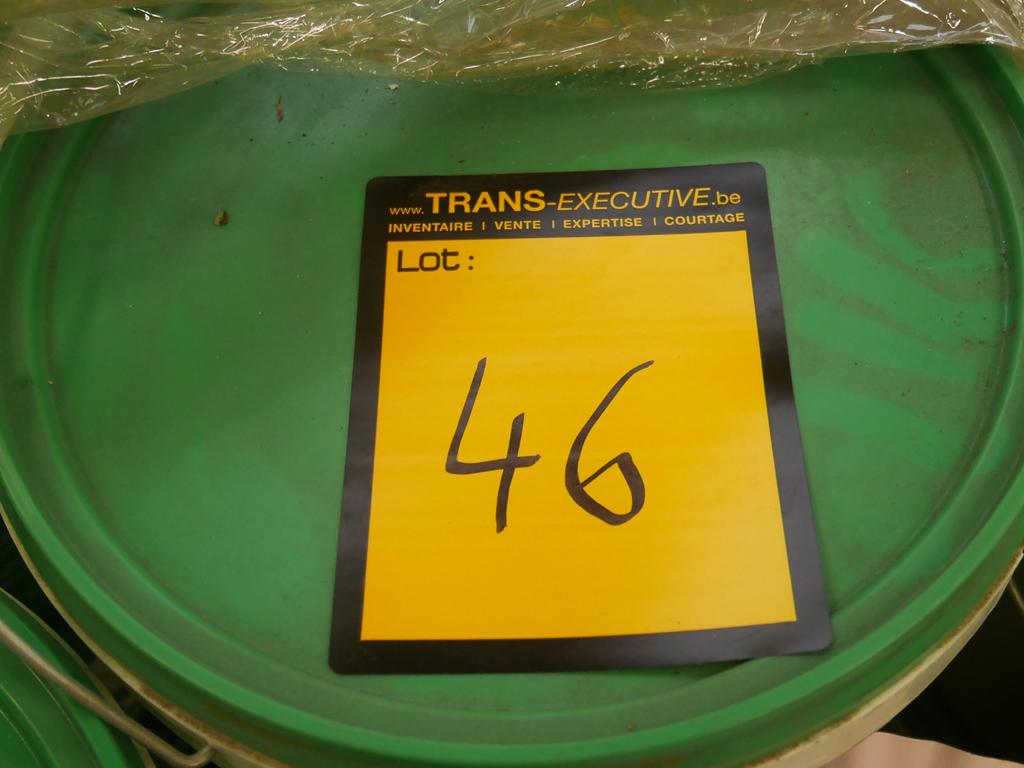 www.TRANS-EXECUTIVE.be
INVENTAIRE | VENTE | EXPERTISE | COURTAGE
Lot:
46